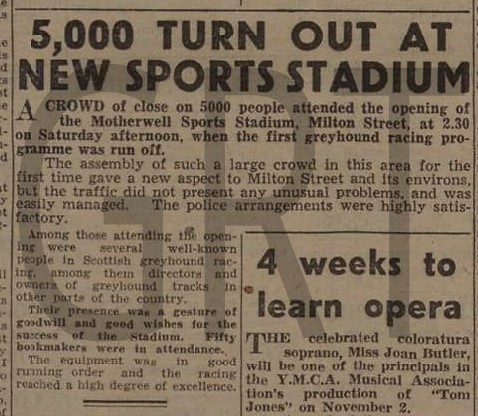 5,000 TURN OUT AT
NEW SPORTS STADIUM
A CROWD of close on 5000 people attended the opening of
the Motherwell Sports Stadium, Milton Street, at 2.30
on Saturday afternoon, when the first greyhound racing pro-
gramme was run off.
The assembly of such a large crowd in this area for the
first time gave a new aspect to Milton Street and its environs,
but the traffic did not present any unusual problems, and was
easily managed. The police arrangements were highly satis-
factory.
Among those attending the open-
ing were several well-known
people in Scottish greyhound rac-
ing, among them directors and
owners of greyhound tracks in
other parts of the country.
Their presence was a gesture of
goodwill and good wishes for the
success of the Stadium. Fifty
bookmakers were in attendance.
The equipment was in good
running order and the racing
reached a high degree of excellence.
4 weeks to
learn opera
THE celebrated coloratura
soprano, Miss Joan Butler,
will be one of the principals in
the Y.M.C.A. Musical Associa-
tion's production of "Tom
Jones" on November 2.
GRI